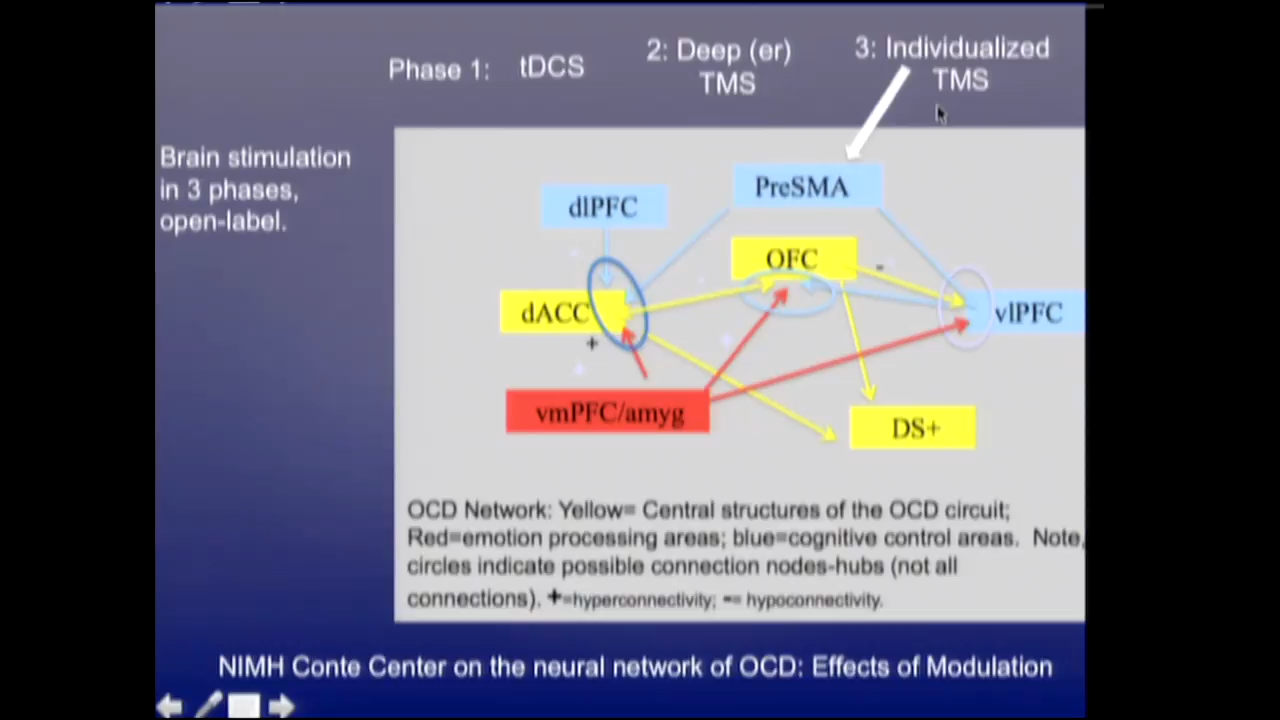 Phase 1: tDCS
2: Deep (er)
TMS
3: Individualized
TMS
Brain stimulation
in 3 phases,
open-label.
PreSMA
dlPFC
OFC
-
dACC
vlPFC
+
vmPFC/amyg
DS+
OCD Network: Yellow= Central structures of the OCD circuit;
Red=emotion processing areas; blue=cognitive control areas. Note,
circles indicate possible connection nodes-hubs (not all
connections). +=hyperconnectivity; -= hypoconnectivity.
NIMH Conte Center on the neural network of OCD: Effects of Modulation